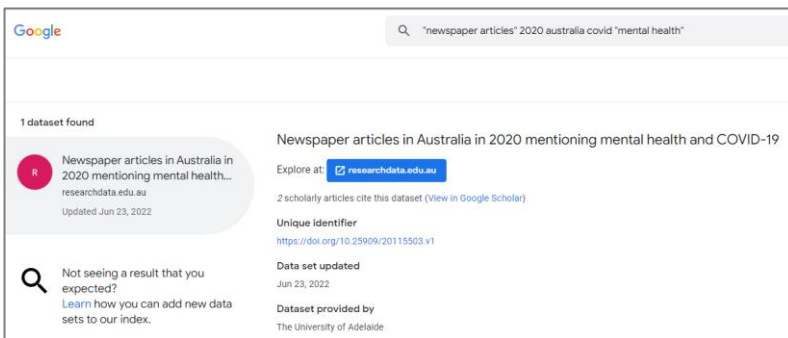 Google
"newspaper articles" 2020 australia covid "mental health"
1 dataset found
R
Newspaper articles in Australia in
2020 mentioning mental health...
researchdata.edu.au
Updated Jun 23, 2022
Not seeing a result that you
expected?
Learn how you can add new data
sets to our index.
Newspaper articles in Australia in 2020 mentioning mental health and COVID-19
Explore at: researchdata.edu.au
2 scholarly articles cite this dataset (View in Google Scholar)
Unique identifier
https://doi.org/10.25909/20115503.v1
Data set updated
Jun 23, 2022
Dataset provided by
The University of Adelaide